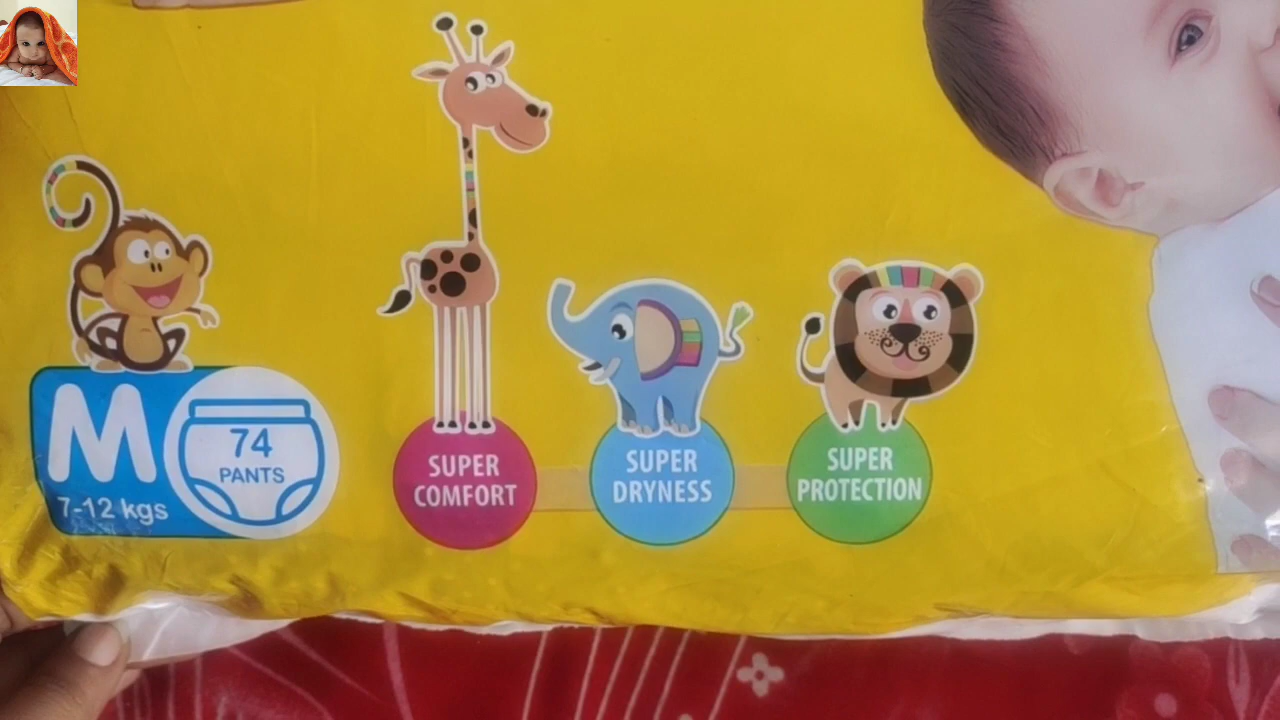 M
7-12 kgs
74
PANTS
SUPER
COMFORT
SUPER
DRYNESS
SUPER
PROTECTION